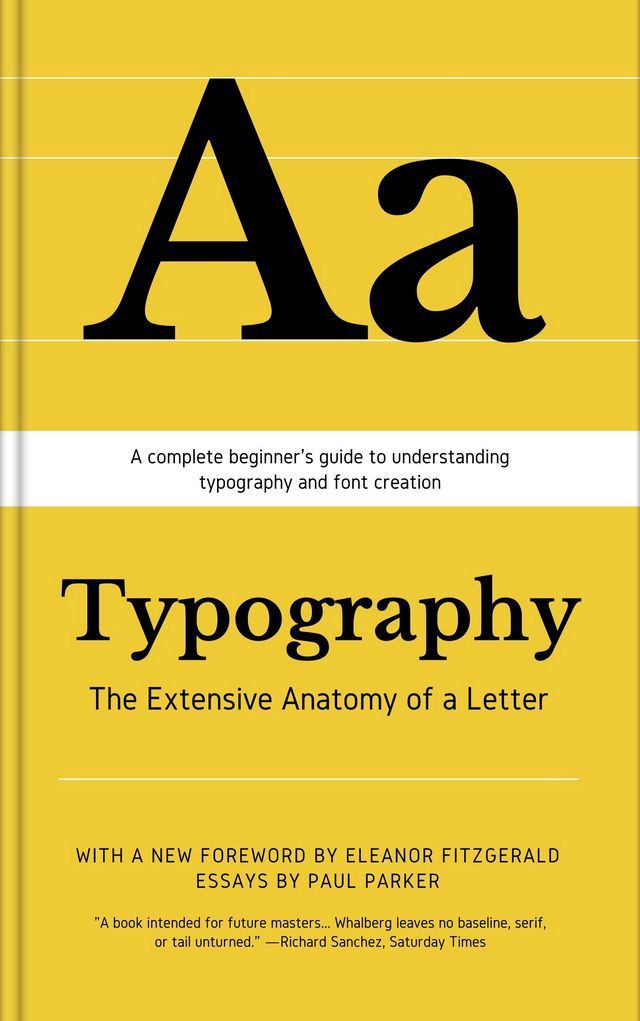 Aa
A complete beginner’s guide to understanding
typography and font creation
Typography
The Extensive Anatomy of a Letter
WITH A NEW FOREWORD BY ELEANOR FITZGERALD
ESSAYS BY PAUL PARKER
”A book intended for future masters... Whalberg leaves no baseline, serif,
or tail unturned.” —Richard Sanchez, Saturday Times